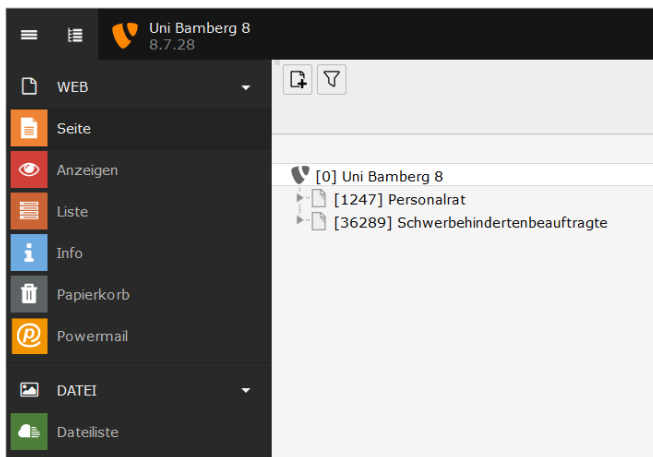 Uni Bamberg 8
8.7.28
WEB
Seite
Anzeigen
Liste
Info
Papierkorb
Powermail
DATEI
Dateiliste
[0] Uni Bamberg 8
[1247] Personalrat
[36289] Schwerbehindertenbeauftragte